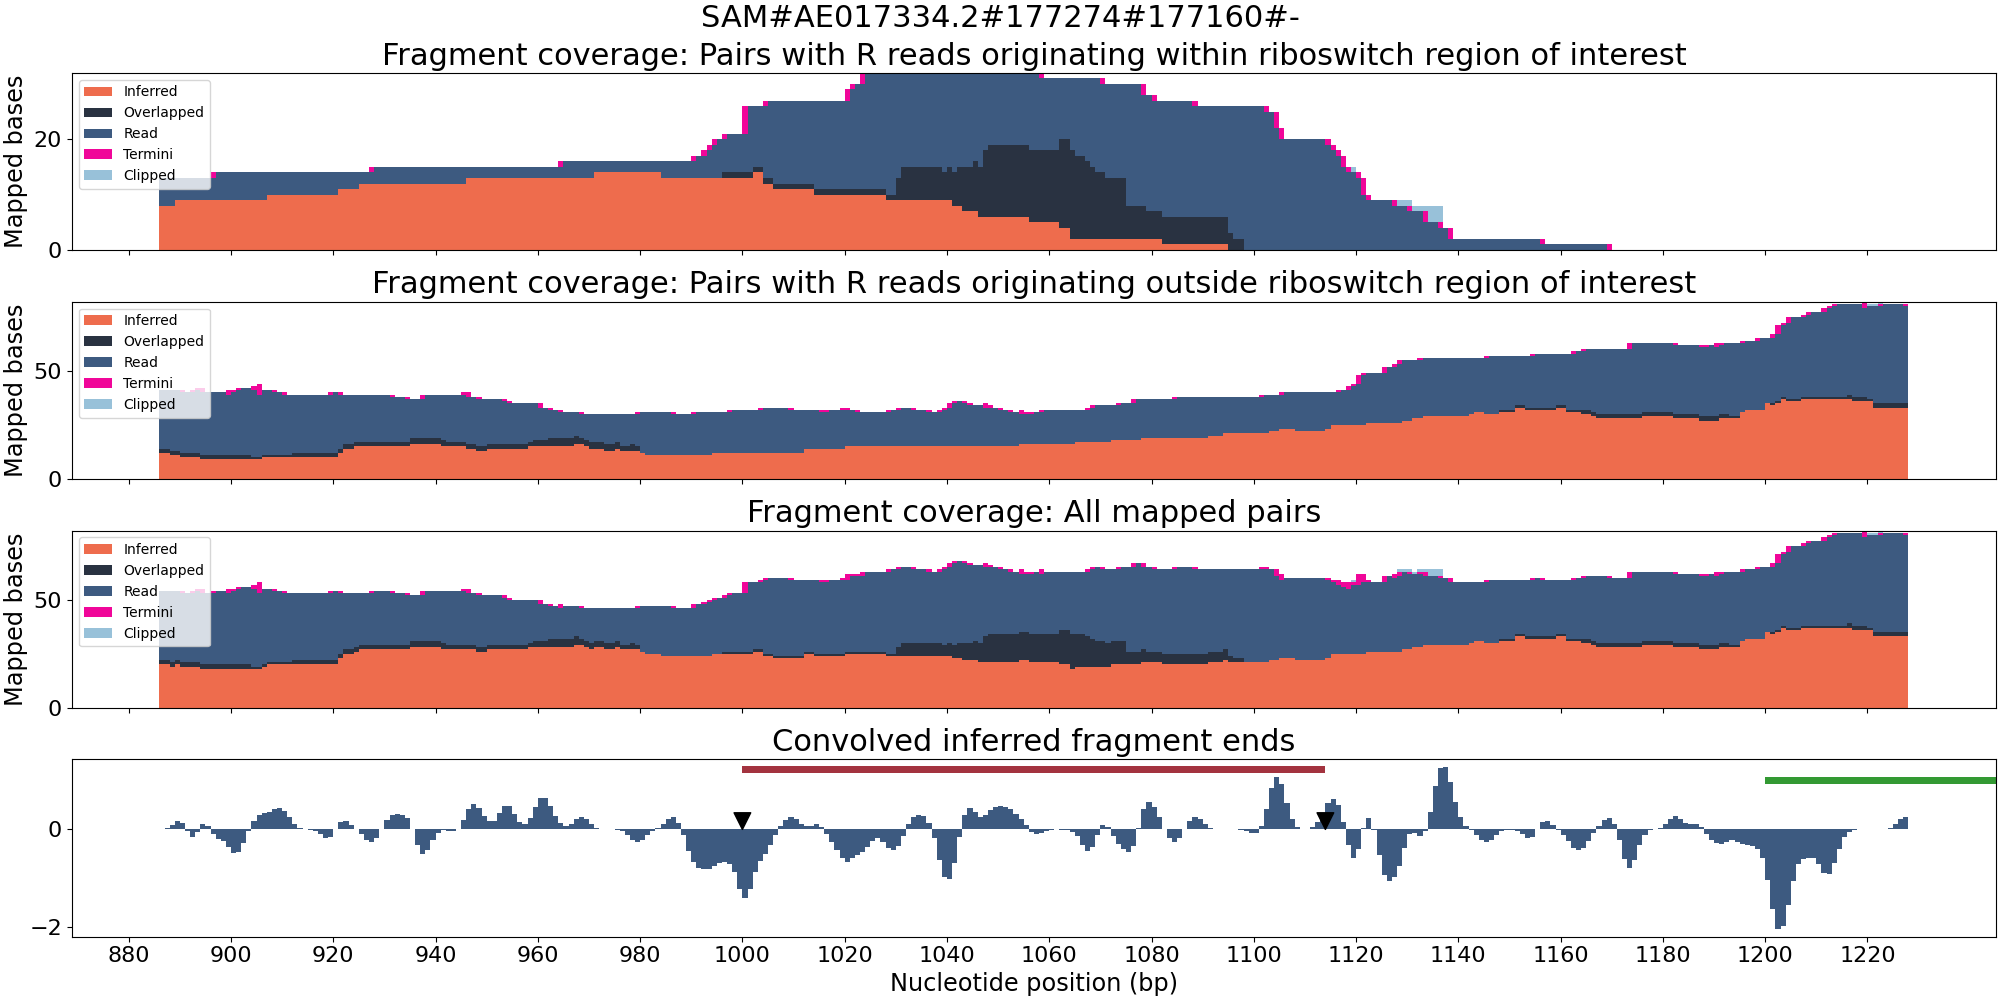 SAM#AE017334.2#177274#177160#-
Fragment coverage: Pairs with R reads originating within riboswitch region of interest
Mapped bases
20
0
Inferred
Overlapped
Read
Termini
Clipped
Fragment coverage: Pairs with R reads originating outside riboswitch region of interest
Mapped bases
50
0
Inferred
Overlapped
Read
Termini
Clipped
Fragment coverage: All mapped pairs
Mapped bases
50
0
Inferred
Overlapped
Read
Termini
Clipped
Convolved inferred fragment ends
0
−2
880 900 920 940 960 980 1000 1020 1040 1060 1080 1100 1120 1140 1160 1180 1200 1220
Nucleotide position (bp)